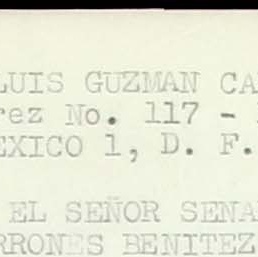 LUIS GUZMAN CA
rez No. 117 -
EXICO 1, D. F.
EL SEÑOR SENA
RRONES BENITEZ